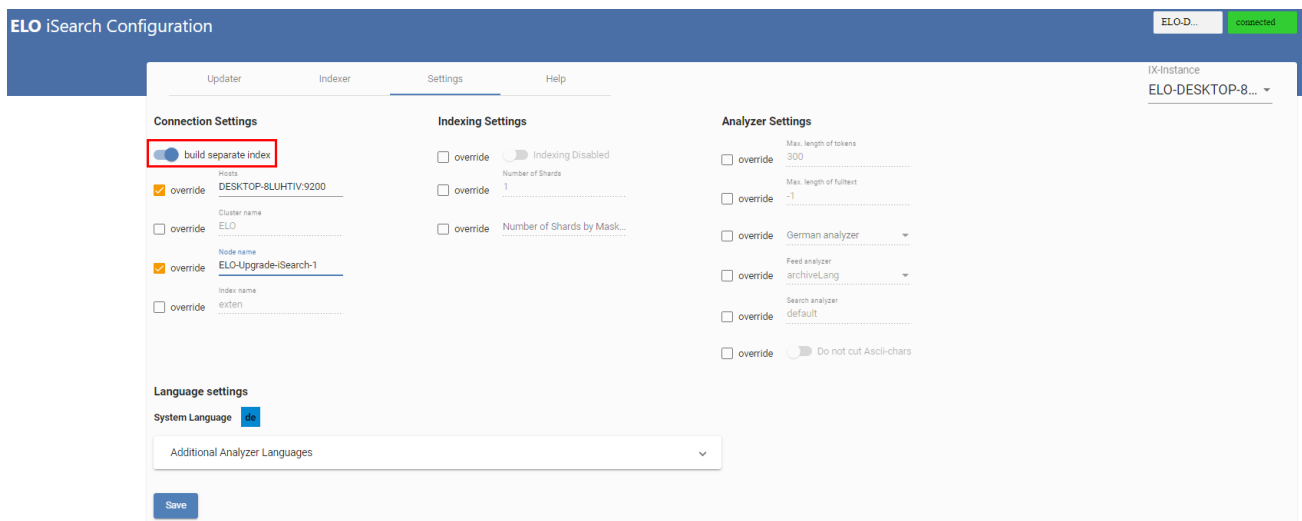 ELO iSearch Configuration
ELO-D...
connected
Updater
Indexer
Settings
Help
IX-Instance
ELO-DESKTOP-8...
Connection Settings
build separate index
Hosts
override DESKTOP-8LUHTIV:9200
Cluster name
override ELO
Node name
override ELO-Upgrade-iSearch-1
Index name
override exten
Indexing Settings
override Indexing Disabled
Number of Shards
override 1
override Number of Shards by Mask...
Analyzer Settings
Max. length of tokens
override 300
Max. length of fulltext
override -1
override German analyzer
Feed analyzer
override archiveLang
Search analyzer
override default
override Do not cut Ascii-chars
Language settings
System Language de
Additional Analyzer Languages
Save